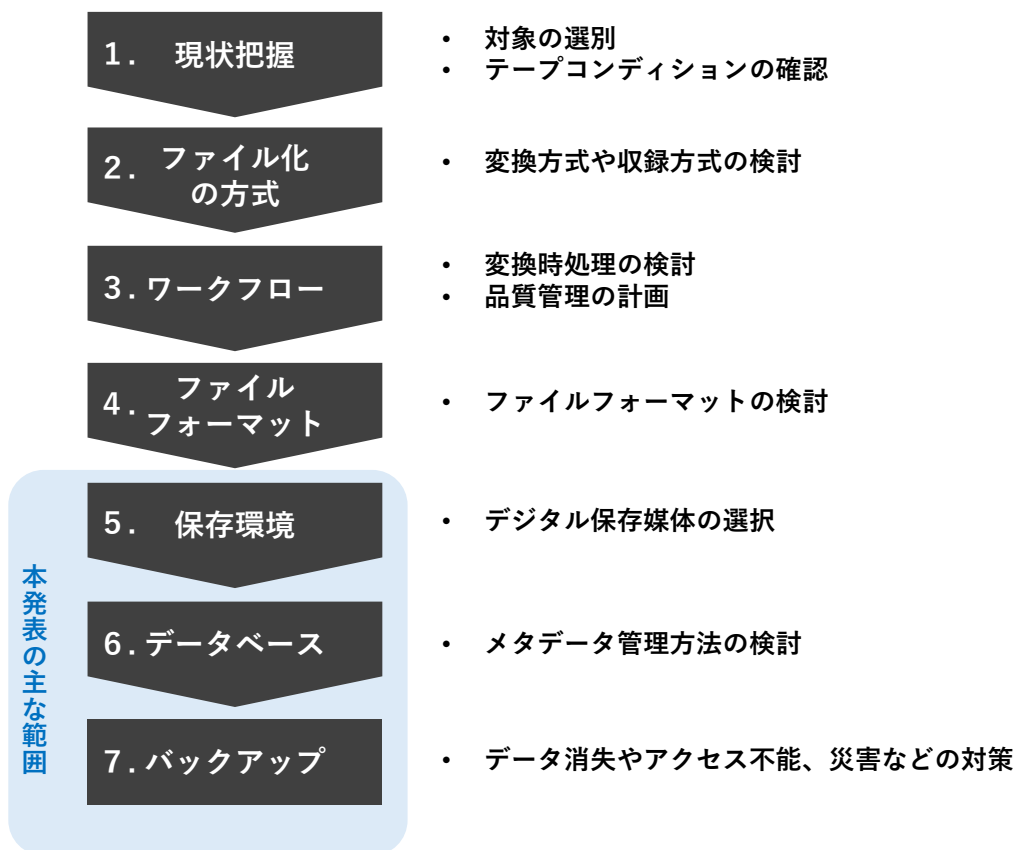 1. 現状把握
• 対象の選別
• テープコンディションの確認
2. ファイル化
の方式
• 変換方式や収録方式の検討
3. ワークフロー
• 変換時処理の検討
• 品質管理の計画
4. ファイル
フォーマット
• ファイルフォーマットの検討
本発表の主な範囲
5. 保存環境
• デジタル保存媒体の選択
6. データベース
• メタデータ管理方法の検討
7. バックアップ
• データ消失やアクセス不能、災害などの対策